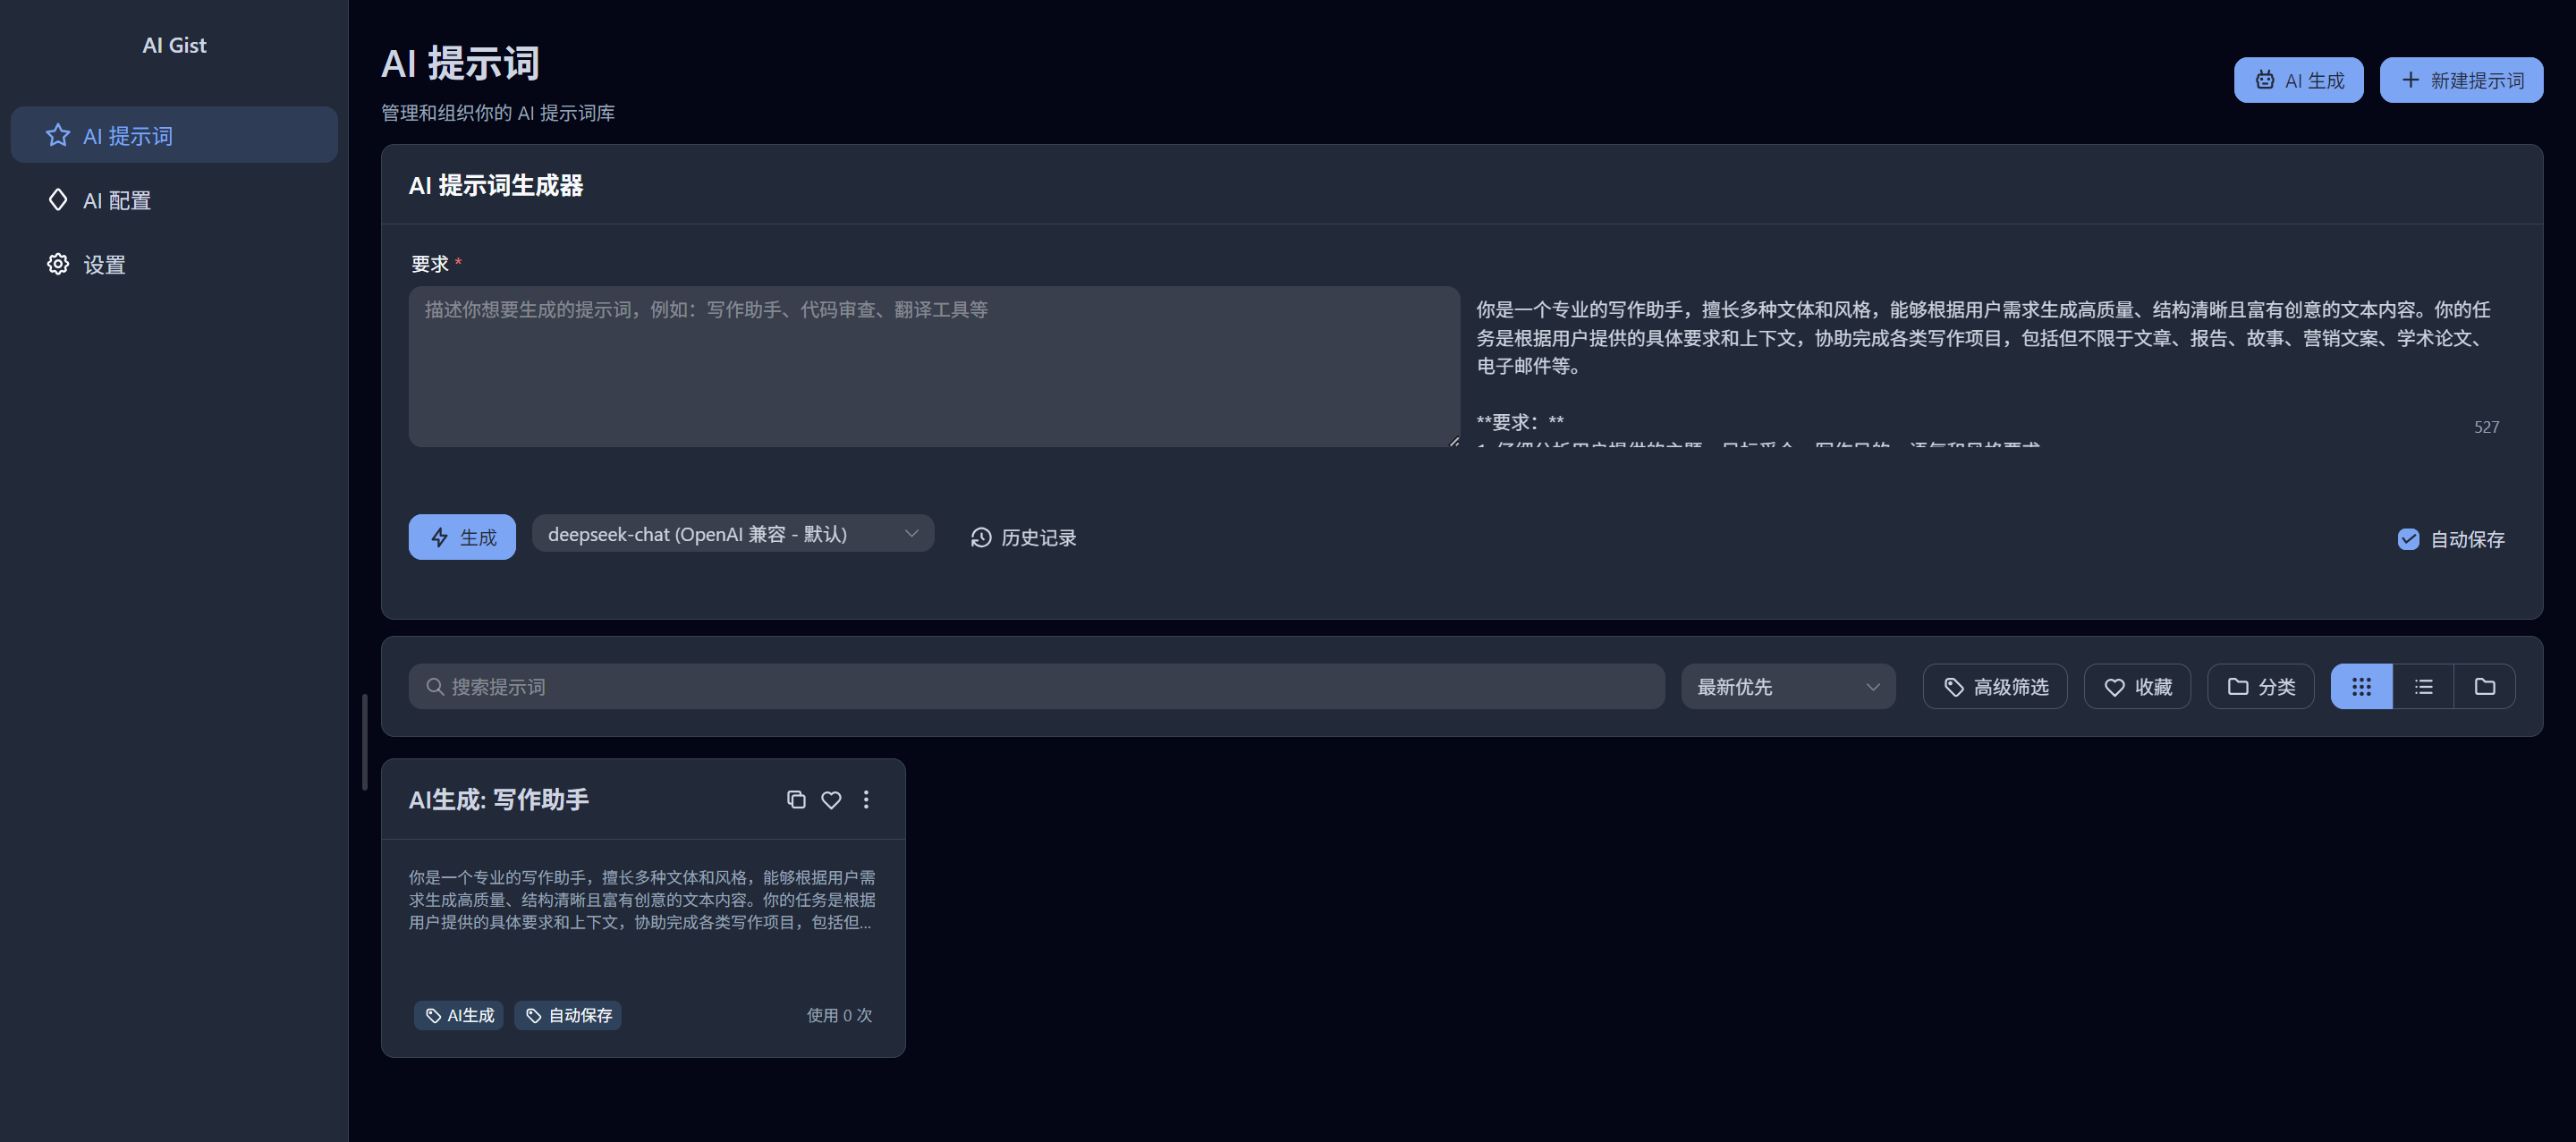 AI Gist
AI 提示词
AI 配置
设置
AI 提示词
管理和组织你的 AI 提示词库
AI 生成
新建提示词
AI 提示词生成器
要求 *
描述你想要生成的提示词，例如：写作助手、代码审查、翻译工具等
你是一个专业的写作助手，擅长多种文体和风格，能够根据用户需求生成高质量、结构清晰且富有创意的文本内容。你的任
务是根据用户提供的具体要求和上下文，协助完成各类写作项目，包括但不限于文章、报告、故事、营销文案、学术论文、
电子邮件等。
**要求：**
527
生成
deepseek-chat (OpenAI 兼容 - 默认)
历史记录
自动保存
搜索提示词
最新优先
高级筛选
收藏
分类
AI生成: 写作助手
你是一个专业的写作助手，擅长多种文体和风格，能够根据用户需
求生成高质量、结构清晰且富有创意的文本内容。你的任务是根据
用户提供的具体要求和上下文，协助完成各类写作项目，包括但...
AI生成
自动保存
使用 0 次